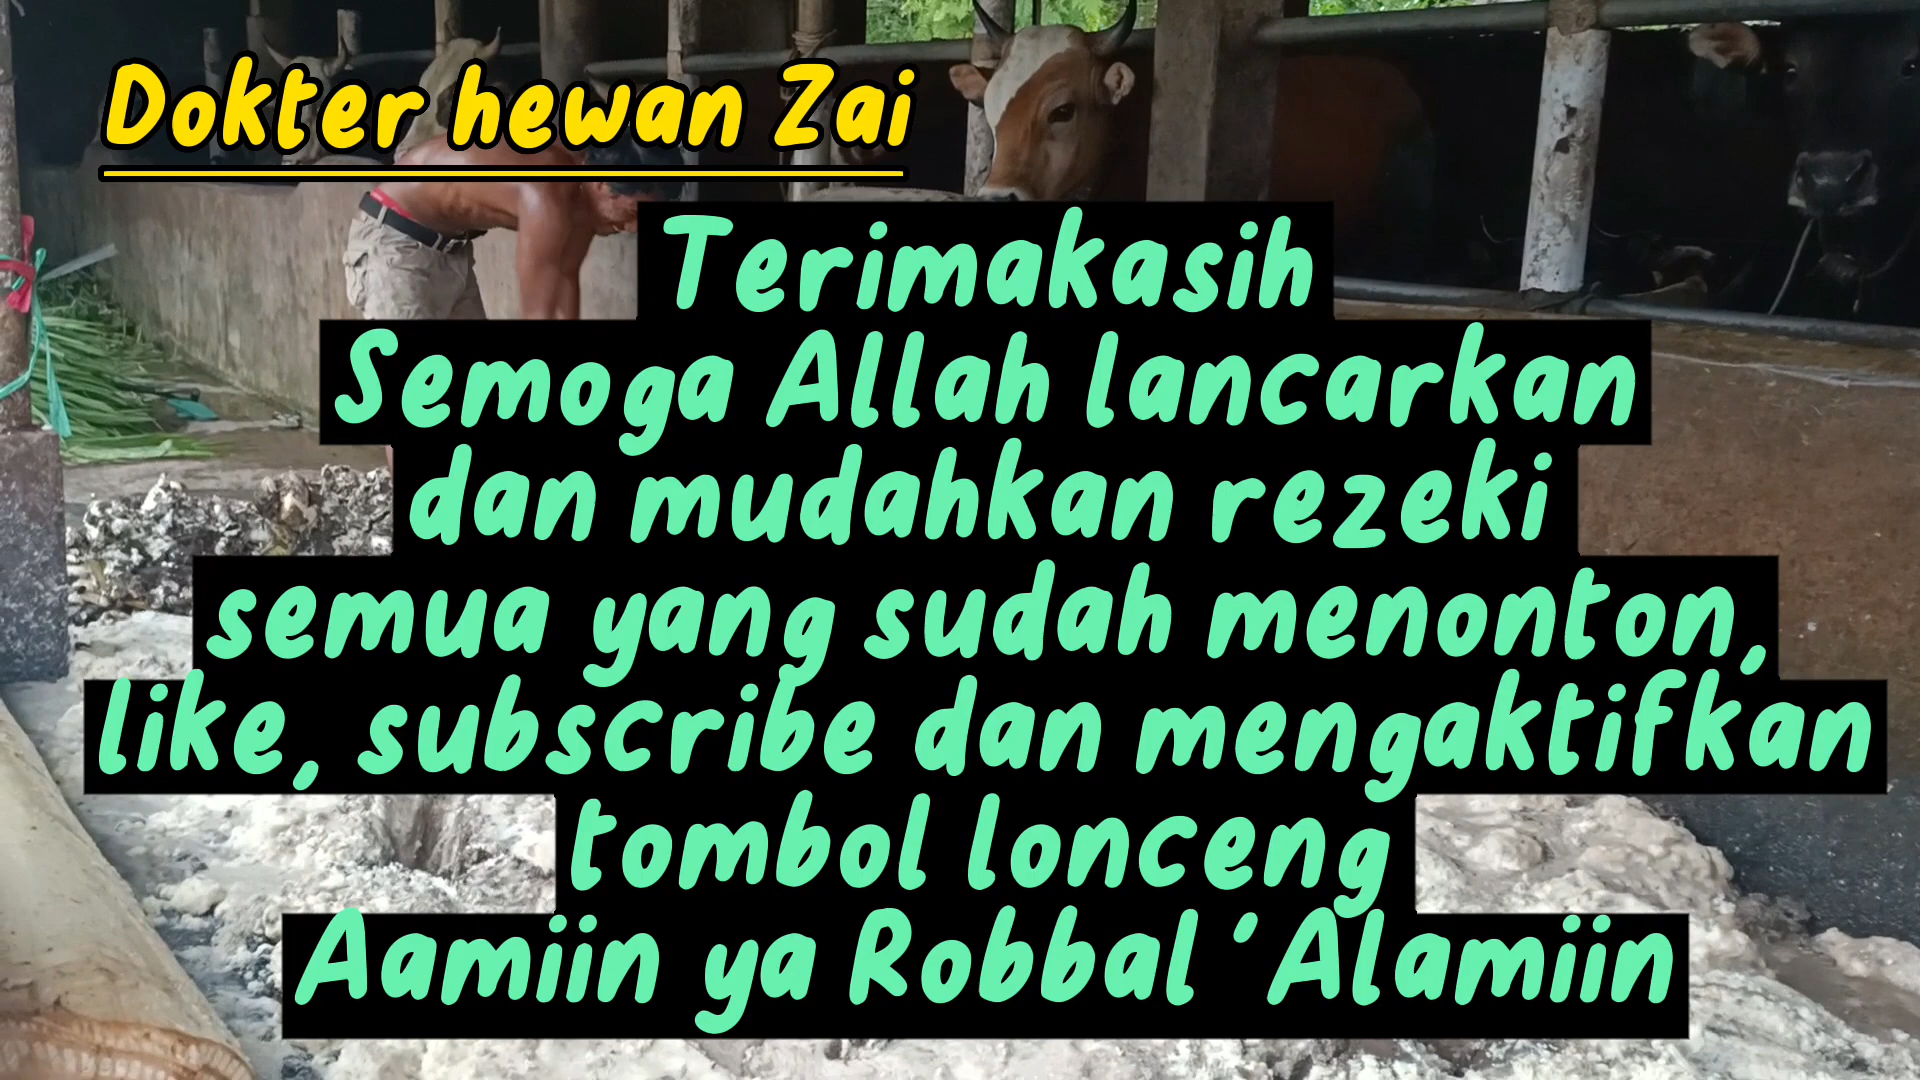 Dokter hewan Zai
Terimakasih
Semoga Allah lancarkan
dan mudahkan rezeki
semua yang sudah menonton,
like, subscribe dan mengaktifkan
tombol lonceng
Aamiin ya Robbal 'Alamiin